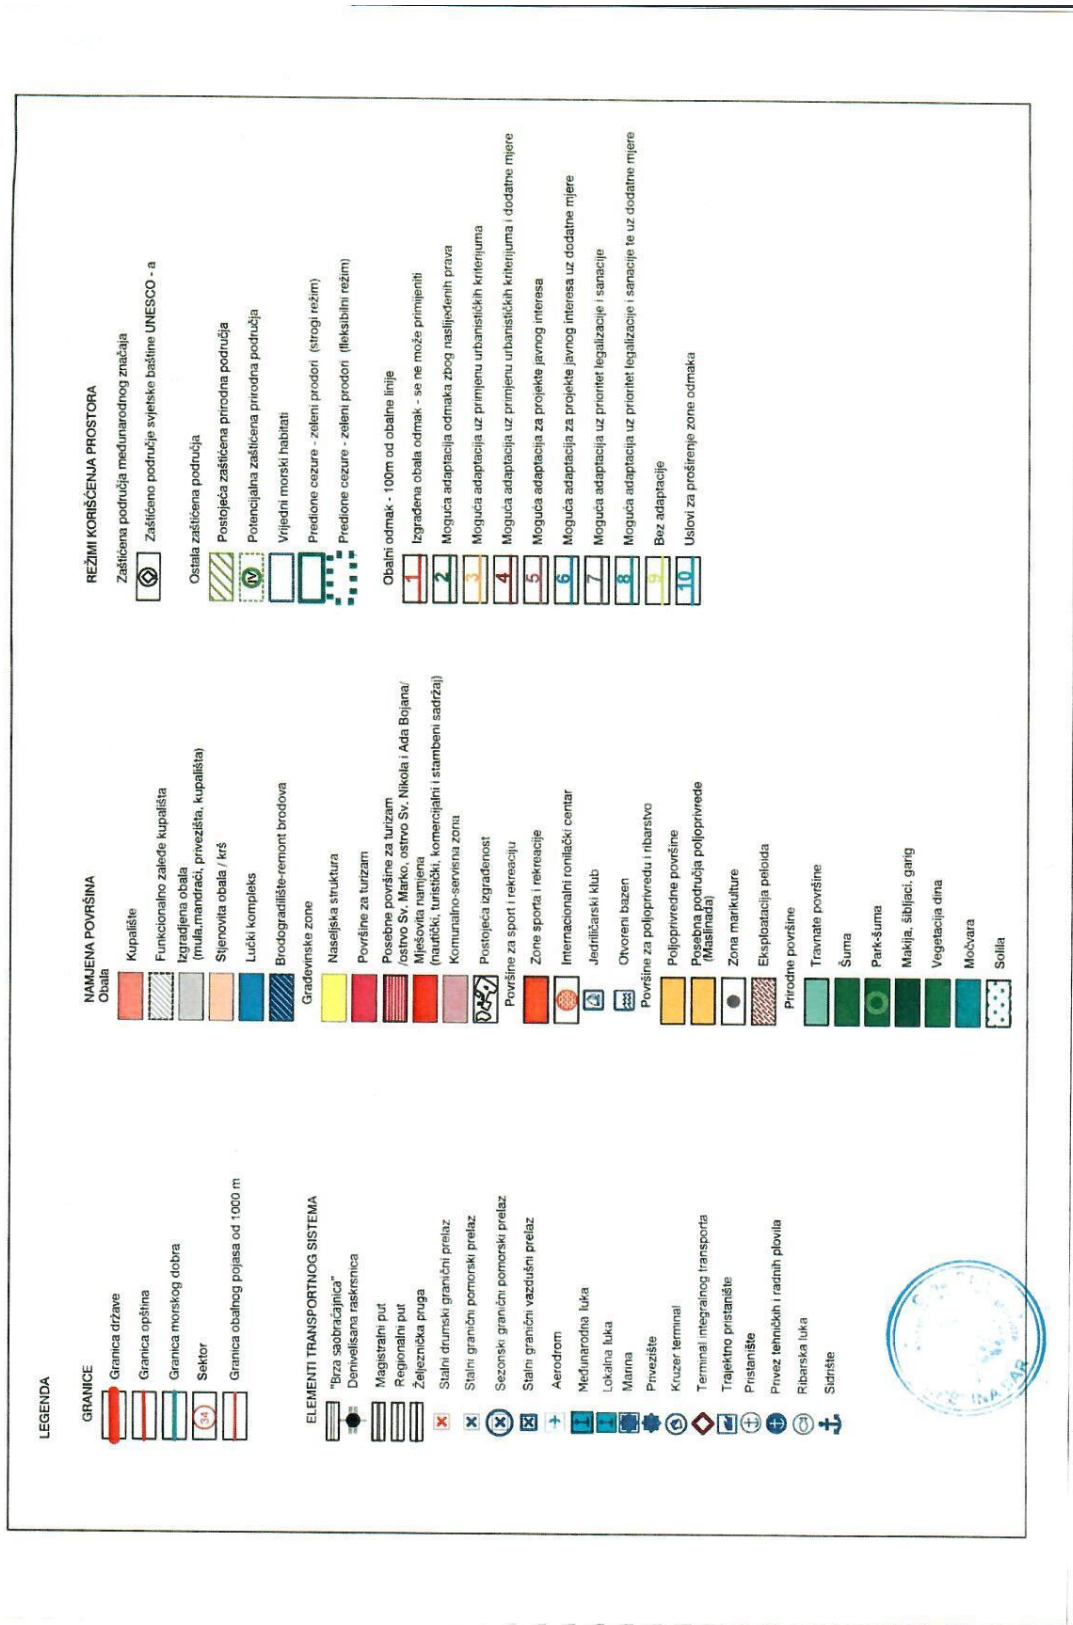 LEGENDA
GRANICE
Granica države
Granica opština
Granica morskog dobra
34
Sektor
Granica obalnog pojasa od 1000 m
ELEMENTI TRANSPORTNOG SISTEMA
"Brza saobraćajnica"
Denivelisana raskrsnica
Magistralni put
Regionalni put
Željeznička pruga
Stalni drumski granični prelaz
Stalni granični pomorski prelaz
Sezonski granični pomorski prelaz
Stalni granični vazdušni prelaz
Aerodrom
Međunarodna luka
Lokalna luka
Marina
Privezište
Kruzer terminal
Terminal integralnog transporta
Trajektno pristanište
Pristanište
Privez tehničkih i radnih plovila
Ribarska luka
Sidrište
NAMJENA POVRŠINA
Obala
Kupalište
Funkcionalno zaleđe kupališta
Izgradjena obala
(mula,mandraći, privezišta, kupališta)
Stjenovita obala / krš
Lučki kompleks
Brodogradilište-remont brodova
Građevinske zone
Naseljska struktura
Površine za turizam
Posebne površine za turizam
/ostrvo Sv. Marko, ostrvo Sv. Nikola i Ada Bojana/
Mješovita namjena
(nautički, turistički, komercijalni i stambeni sadržaj)
Komunalno-servisna zona
Postojeća izgrađenost
Površine za sport i rekreaciju
Zone sporta i rekreacije
Internacionalni ronilački centar
Jedriličarski klub
Otvoreni bazen
Površine za poljoprivredu i ribarstvo
Poljoprivredne površine
Posebna područja poljoprivrede
(Maslinada)
Zona marikulture
Eksploatacija peloida
Prirodne površine
Travnate površine
Šuma
Park-šuma
Makija, šibljaci, garig
Vegetacija dina
Močvara
Solila
REŽIMI KORIŠĆENJA PROSTORA
Zaštićena područja međunarodnog značaja
Zaštićeno područje svjetske baštine UNESCO - a
Ostala zaštićena područja
Postojeća zaštićena prirodna područja
IV
Potencijalna zaštićena prirodna područja
Vrijedni morski habitati
Predione cezure - zeleni prodori (strogi režim)
Predione cezure - zeleni prodori (fleksibilni režim)
Obalni odmak - 100m od obalne linije
1 Izgrađena obala odmak - se ne može primijeniti
2 Moguća adaptacija odmaka zbog naslijeđenih prava
3 Moguća adaptacija uz primjenu urbanističkih kriterijuma
4 Moguća adaptacija uz primjenu urbanističkih kriterijuma i dodatne mjere
5 Moguća adaptacija za projekte javnog interesa
6 Moguća adaptacija za projekte javnog interesa uz dodatne mjere
7 Moguća adaptacija uz prioritet legalizacije i sanacije
8 Moguća adaptacija uz prioritet legalizacije i sanacije te uz dodatne mjere
9 Bez adaptacije
10 Uslovi za proširenje zone odmaka